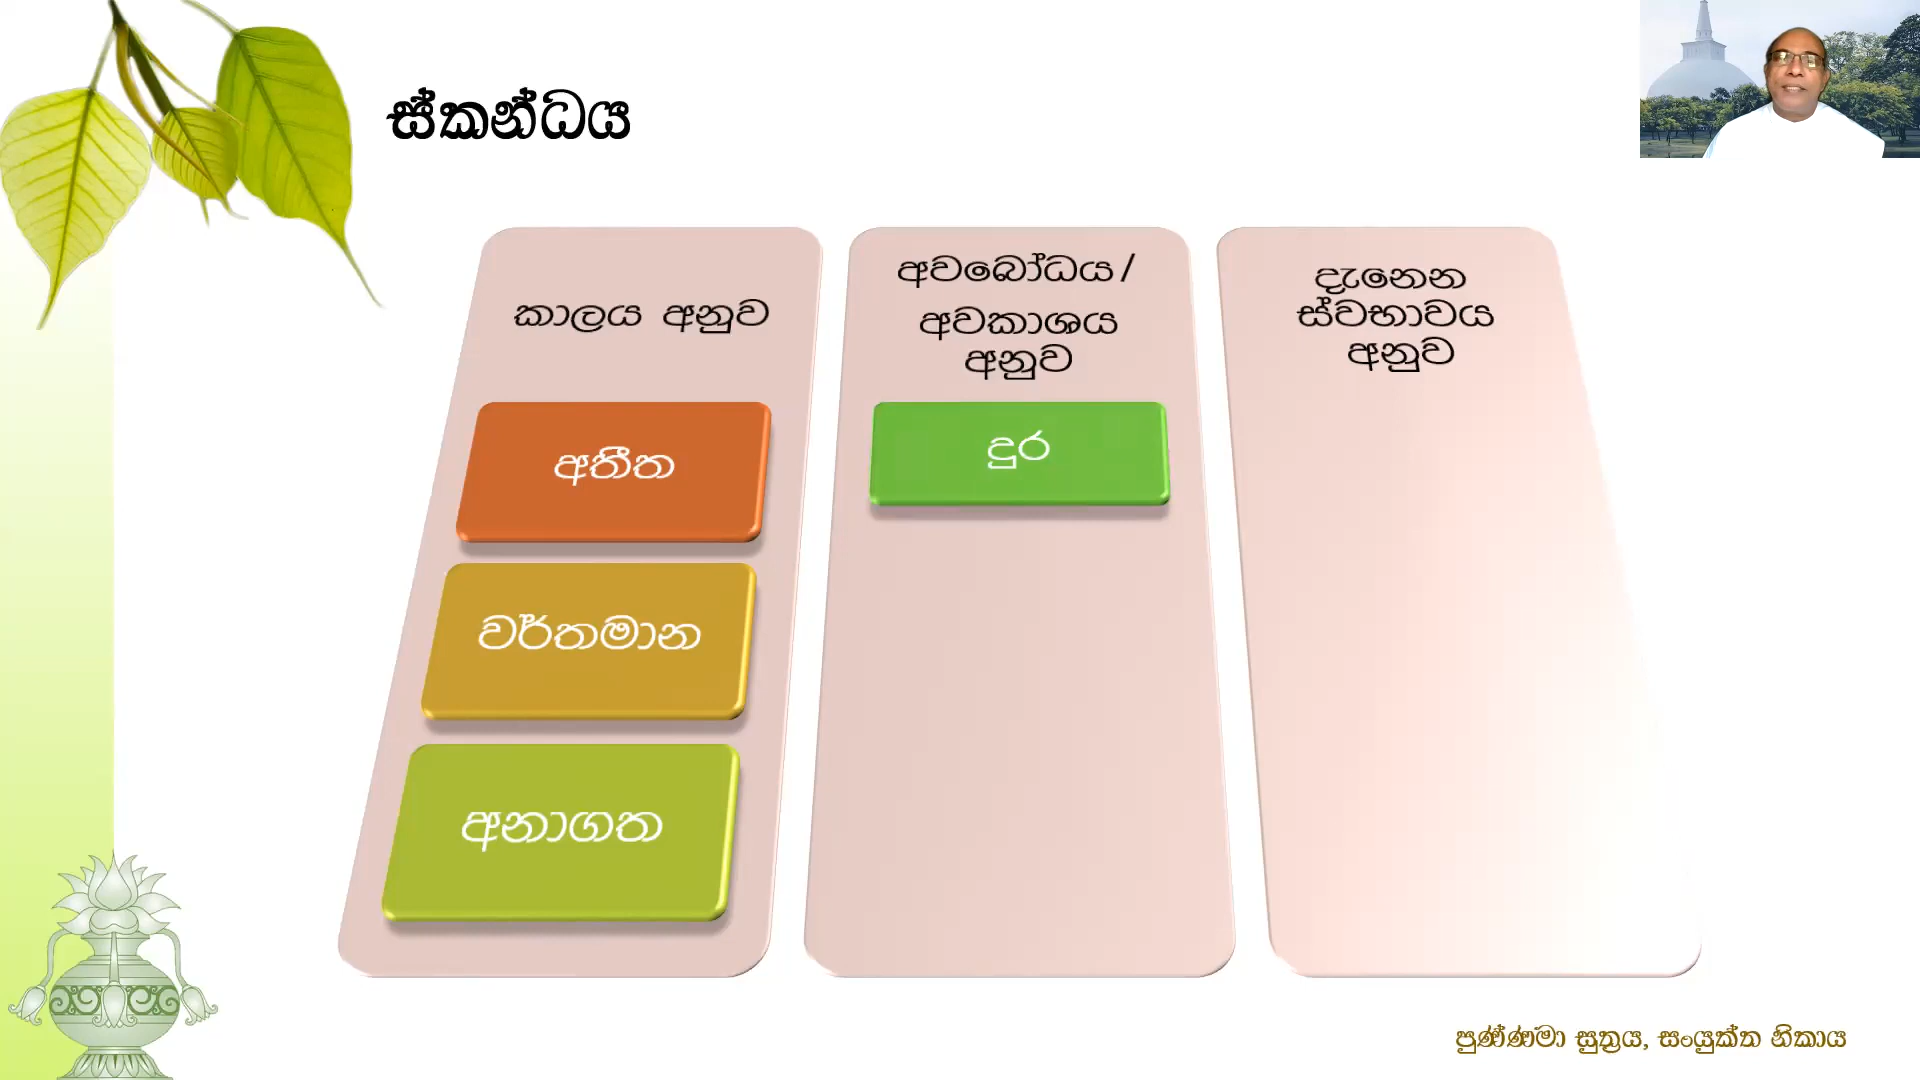 ස්කන්ධය
කාලය අනුව
අතීත
වර්තමාන
අනාගත
අවබෝධය/
අවකාශය
අනුව
දුර
දැනෙන
ස්වභාවය
අනුව
පුණ්ණමා සුත්‍රය, සංයුක්ත නිකාය